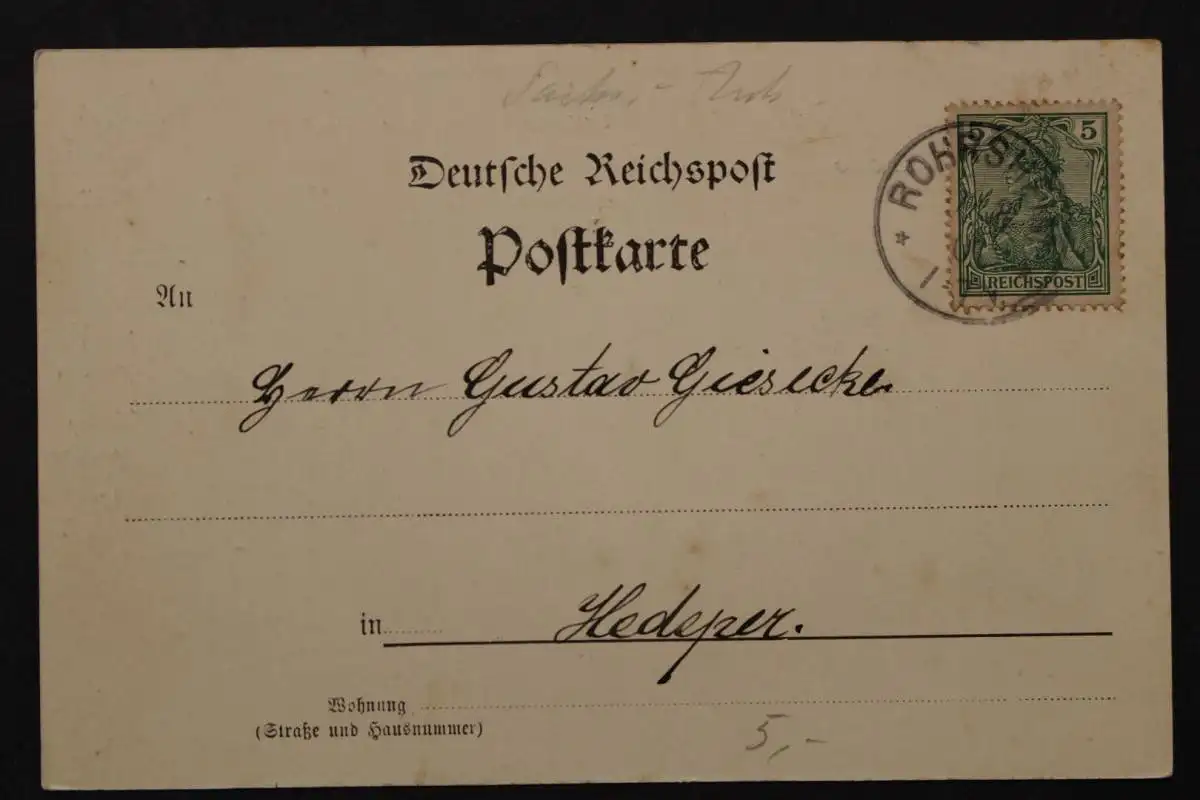 Deutsche Reichspost
Postkarte
5
REICHSPOST
An
Herrn Gustav Giesecke
in Hedeper.
Wohnung
(Straße und Hausnummer)
5,-